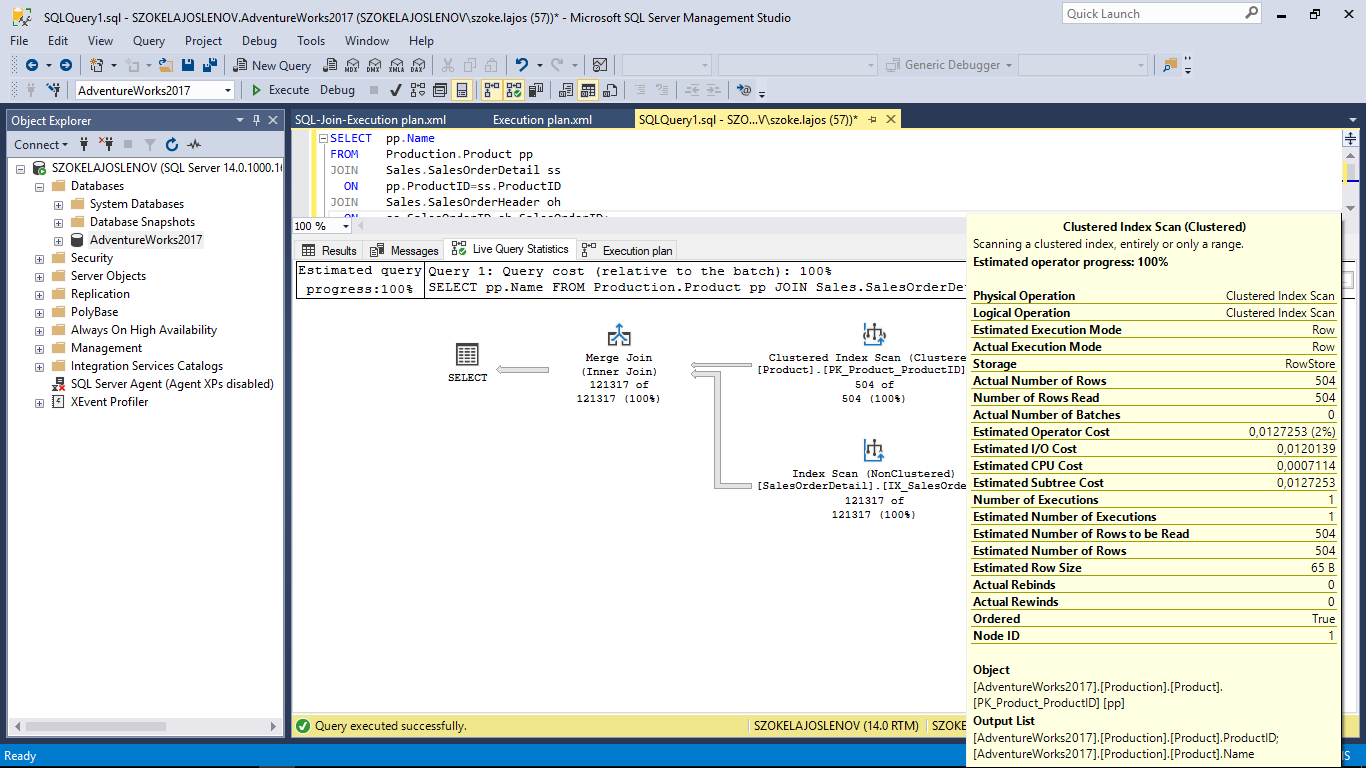 SQLQuery1.sql - SZOKELAJOSLENOV.AdventureWorks2017 (SZOKELAJOSLENOV\szoke.lajos (57))* - Microsoft SQL Server Management Studio
Quick Launch
File Edit View Query Project Debug Tools Window Help
New Query MDX DMX XMLA DAX Generic Debugger
AdventureWorks2017 Execute Debug
Object Explorer
Connect
SZOKELAJOSLENOV (SQL Server 14.0.1000.16
Databases
System Databases
Database Snapshots
AdventureWorks2017
Security
Server Objects
Replication
PolyBase
Always On High Availability
Management
Integration Services Catalogs
SQL Server Agent (Agent XPs disabled)
XEvent Profiler
SQL-Join-Execution plan.xml Execution plan.xml SQLQuery1.sql - SZO...V\szoke.lajos (57))*
SELECT pp.Name
FROM Production.Product pp
JOIN Sales.SalesOrderDetail ss
ON pp.ProductID=ss.ProductID
JOIN Sales.SalesOrderHeader oh
100 %
Results Messages Live Query Statistics Execution plan
Estimated query progress:100%
Query 1: Query cost (relative to the batch): 100%
SELECT pp.Name FROM Production.Product pp JOIN Sales.SalesOrderDe
SELECT
Merge Join
(Inner Join)
121317 of
121317 (100%)
Clustered Index Scan (Clustere
[Product].[PK_Product_ProductID]
504 of
504 (100%)
Index Scan (NonClustered)
[SalesOrderDetail].[IX_SalesOrde
121317 of
121317 (100%)
Clustered Index Scan (Clustered)
Scanning a clustered index, entirely or only a range.
Estimated operator progress: 100%
Physical Operation Clustered Index Scan
Logical Operation Clustered Index Scan
Estimated Execution Mode Row
Actual Execution Mode Row
Storage RowStore
Actual Number of Rows 504
Number of Rows Read 504
Actual Number of Batches 0
Estimated Operator Cost 0,0127253 (2%)
Estimated I/O Cost 0,0120139
Estimated CPU Cost 0,0007114
Estimated Subtree Cost 0,0127253
Number of Executions 1
Estimated Number of Executions 1
Estimated Number of Rows to be Read 504
Estimated Number of Rows 504
Estimated Row Size 65 B
Actual Rebinds 0
Actual Rewinds 0
Ordered True
Node ID 1
Object
[AdventureWorks2017].[Production].[Product].
[PK_Product_ProductID] [pp]
Output List
[AdventureWorks2017].[Production].[Product].ProductID;
[AdventureWorks2017].[Production].[Product].Name
Query executed successfully. SZOKELAJOSLENOV (14.0 RTM) SZOKE
Ready